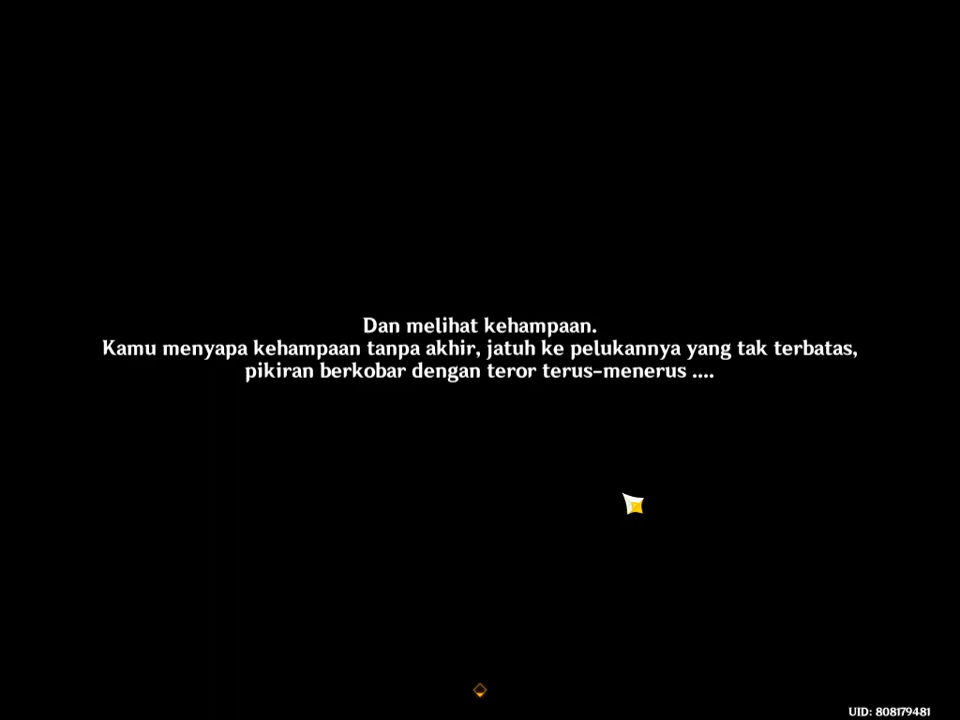 Dan melihat kehampaan.
Kamu menyapa kehampaan tanpa akhir, jatuh ke pelukannya yang tak terbatas,
pikiran berkobar dengan teror terus-menerus ....
UID: 808179481